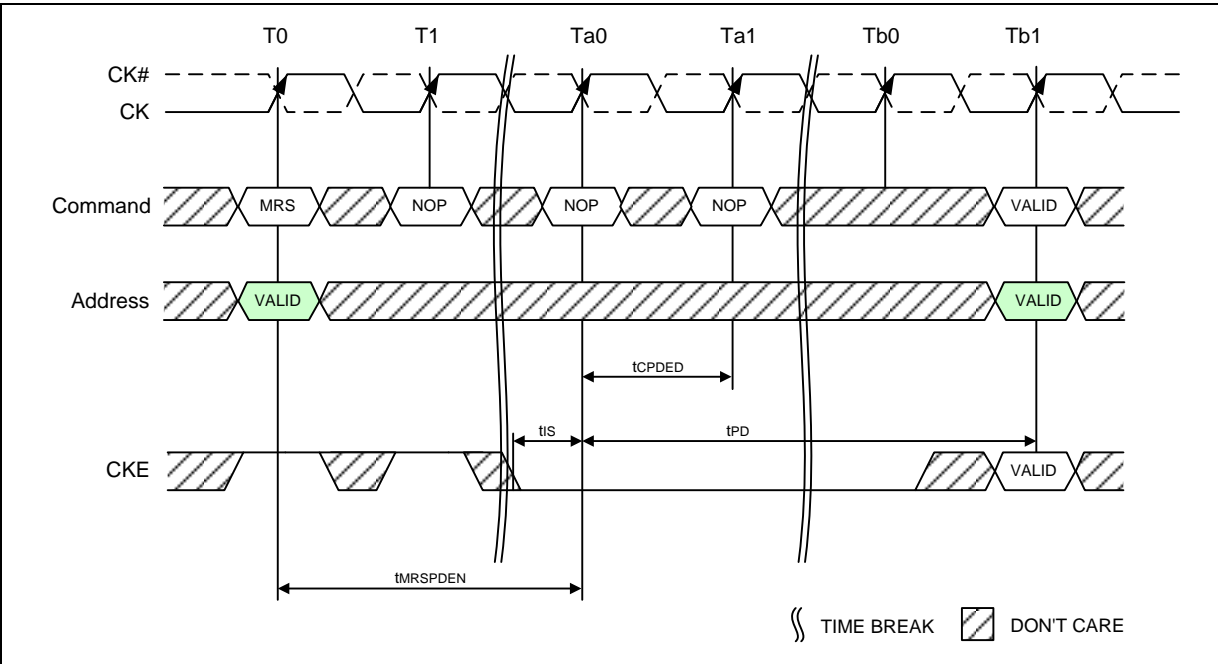 T0 T1 Ta0 Ta1 Tb0 Tb1
CK#
CK
Command MRS NOP NOP NOP VALID
Address VALID VALID
tCPDED
tIS tPD
CKE VALID
tMRSPDEN
TIME BREAK DON'T CARE